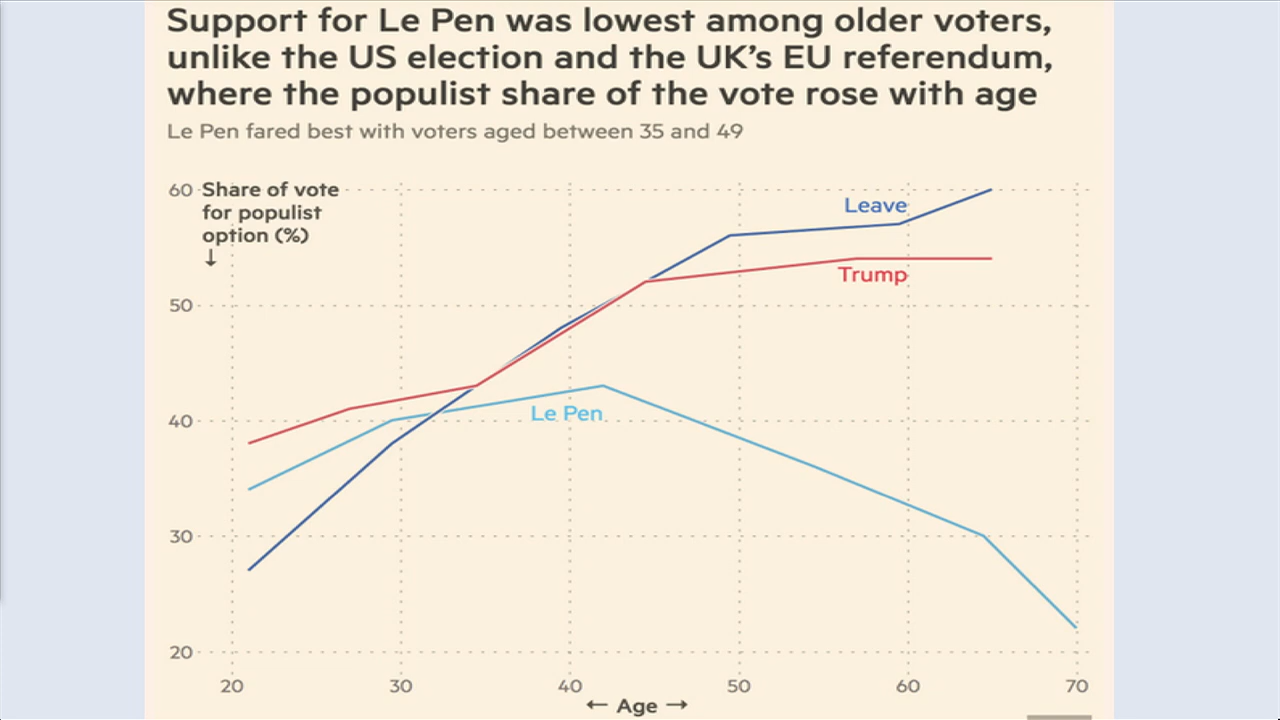 Support for Le Pen was lowest among older voters,
unlike the US election and the UK’s EU referendum,
where the populist share of the vote rose with age
Le Pen fared best with voters aged between 35 and 49
60 Share of vote
for populist
option (%)
↓
Leave
Trump
50
Le Pen
40
30
20
20 30 40 50 60 70
← Age →